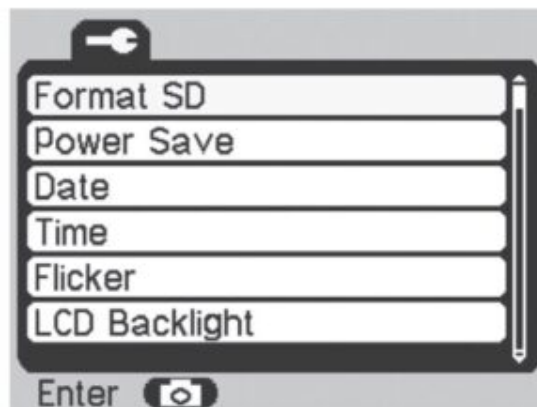 Format SD
Power Save
Date
Time
Flicker
LCD Backlight
Enter